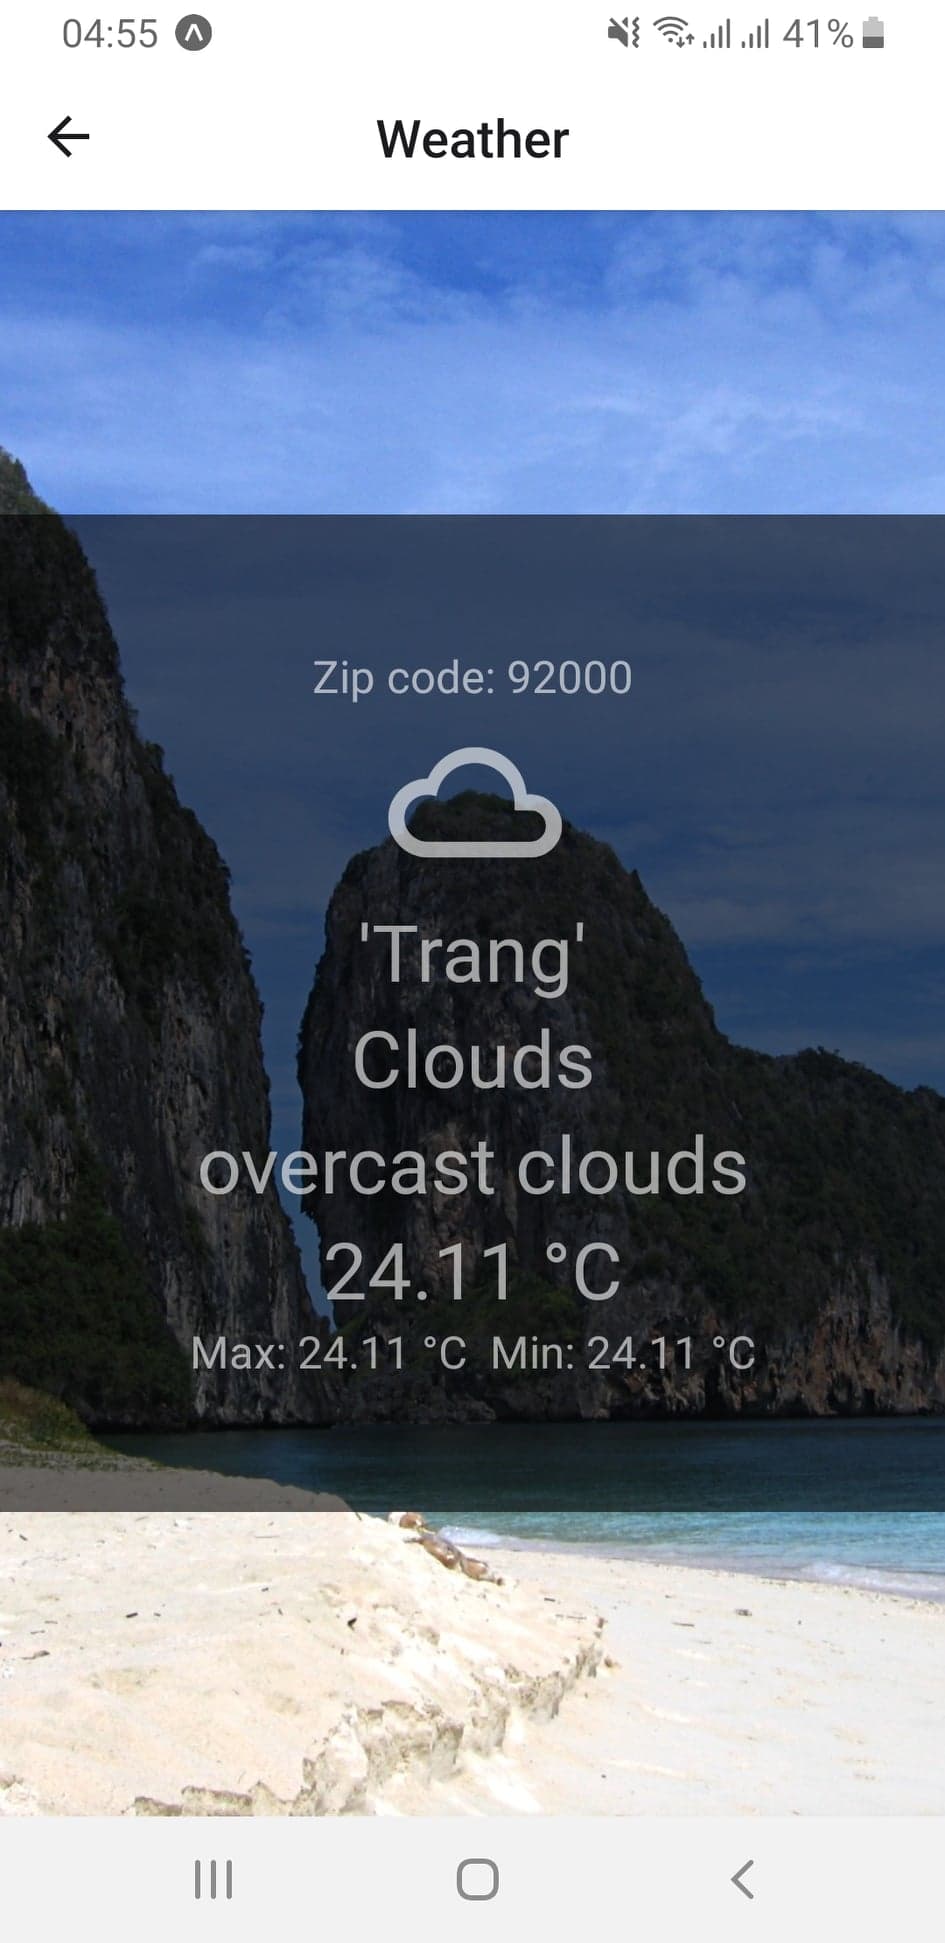 04:55
41%
Weather
Zip code: 92000
'Trang'
Clouds
overcast clouds
24.11 °C
Max: 24.11 °C Min: 24.11 °C